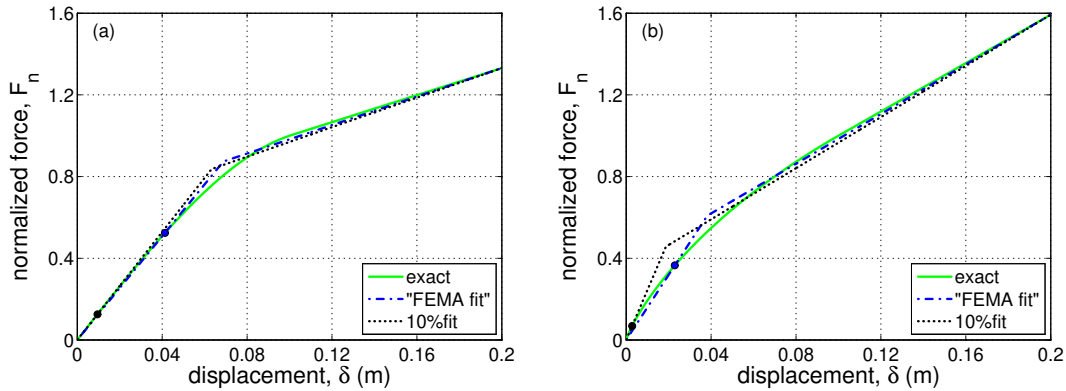 (a)
normalized force, F_n
1.6
1.2
0.8
0.4
0
0 0.04 0.08 0.12 0.16 0.2
displacement, δ (m)
exact
"FEMA fit"
10%fit
(b)
normalized force, F_n
1.6
1.2
0.8
0.4
0
0 0.04 0.08 0.12 0.16 0.2
displacement, δ (m)
exact
"FEMA fit"
10%fit